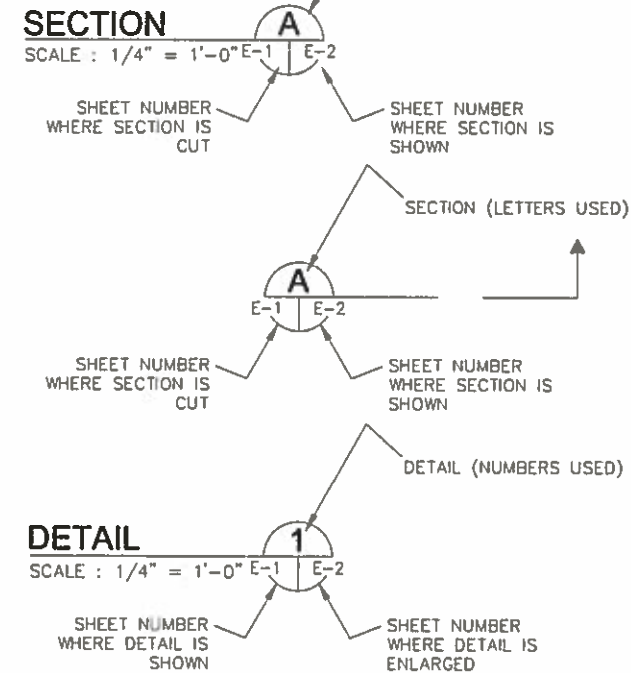 SECTION
A
SCALE : 1/4" = 1'-0" E-1 E-2
SHEET NUMBER
WHERE SECTION IS
CUT
SHEET NUMBER
WHERE SECTION IS
SHOWN
SECTION (LETTERS USED)
A
E-1 E-2
SHEET NUMBER
WHERE SECTION IS
CUT
SHEET NUMBER
WHERE SECTION IS
SHOWN
DETAIL (NUMBERS USED)
DETAIL
1
SCALE : 1/4" = 1'-0" E-1 E-2
SHEET NUMBER
WHERE DETAIL IS
SHOWN
SHEET NUMBER
WHERE DETAIL IS
ENLARGED